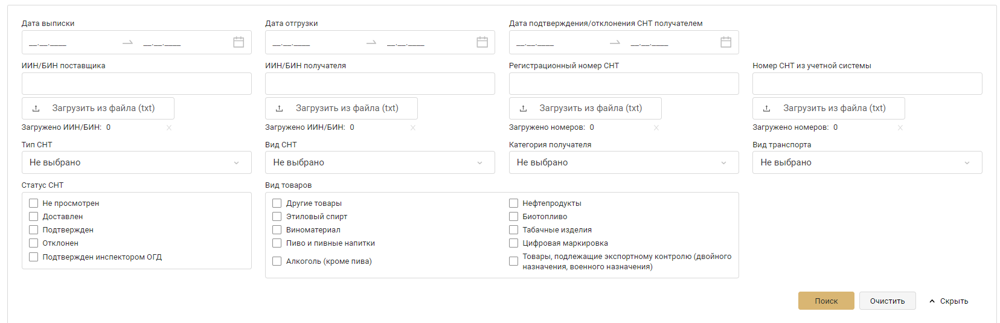 Дата выписки
Дата отгрузки
Дата подтверждения/отклонения СНТ получателем
__.__.____ __.__.____
__.__.____ __.__.____
__.__.____ __.__.____
ИИН/БИН поставщика
ИИН/БИН получателя
Регистрационный номер СНТ
Номер СНТ из учетной системы
Загрузить из файла (txt)
Загрузить из файла (txt)
Загрузить из файла (txt)
Загрузить из файла (txt)
Загружено ИИН/БИН: 0
Загружено ИИН/БИН: 0
Загружено номеров: 0
Загружено номеров: 0
Тип СНТ
Вид СНТ
Категория получателя
Вид транспорта
Не выбрано
Не выбрано
Не выбрано
Не выбрано
Статус СНТ
Не просмотрен
Доставлен
Подтвержден
Отклонен
Подтвержден инспектором ОГД
Вид товаров
Другие товары
Этиловый спирт
Виноматериал
Пиво и пивные напитки
Алкоголь (кроме пива)
Нефтепродукты
Биотопливо
Табачные изделия
Цифровая маркировка
Товары, подлежащие экспортному контролю (двойного
назначения, военного назначения)
Поиск
Очистить
Скрыть